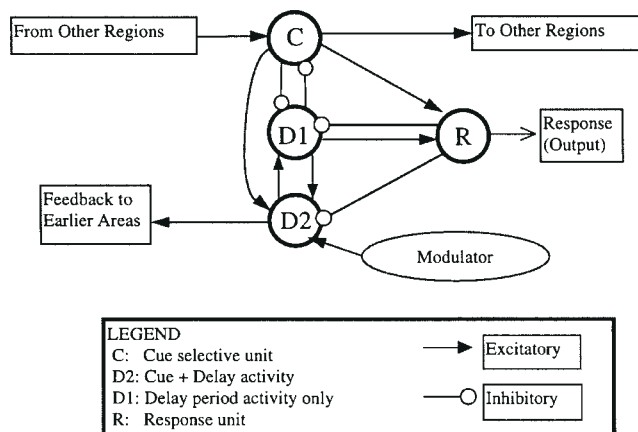 From Other Regions
C
To Other Regions
D1
R
Response
(Output)
Feedback to
Earlier Areas
D2
Modulator
LEGEND
C: Cue selective unit
D2: Cue + Delay activity
D1: Delay period activity only
R: Response unit
Excitatory
Inhibitory